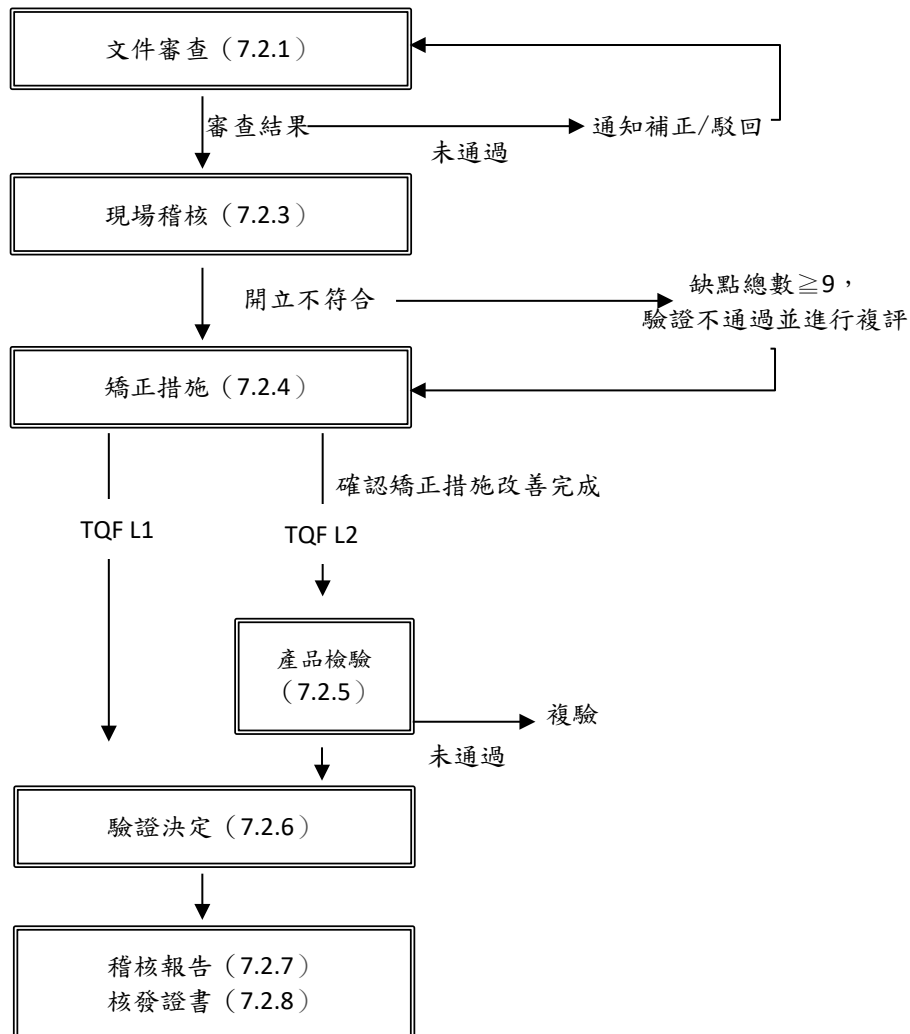 文件審查（7.2.1）
審查結果
未通過
通知補正/駁回
現場稽核（7.2.3）
開立不符合
缺點總數≧9，
驗證不通過並進行複評
矯正措施（7.2.4）
確認矯正措施改善完成
TQF L1
TQF L2
產品檢驗
（7.2.5）
複驗
未通過
驗證決定（7.2.6）
稽核報告（7.2.7）
核發證書（7.2.8）